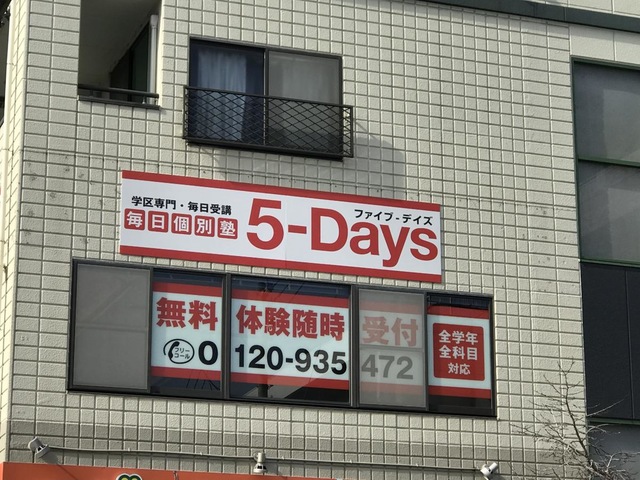 学区専門・毎日受講
毎日個別塾
ファイブ-デイズ
5-Days
無料体験随時受付
フリーコール
0120-935472
全学年
全科目
対応